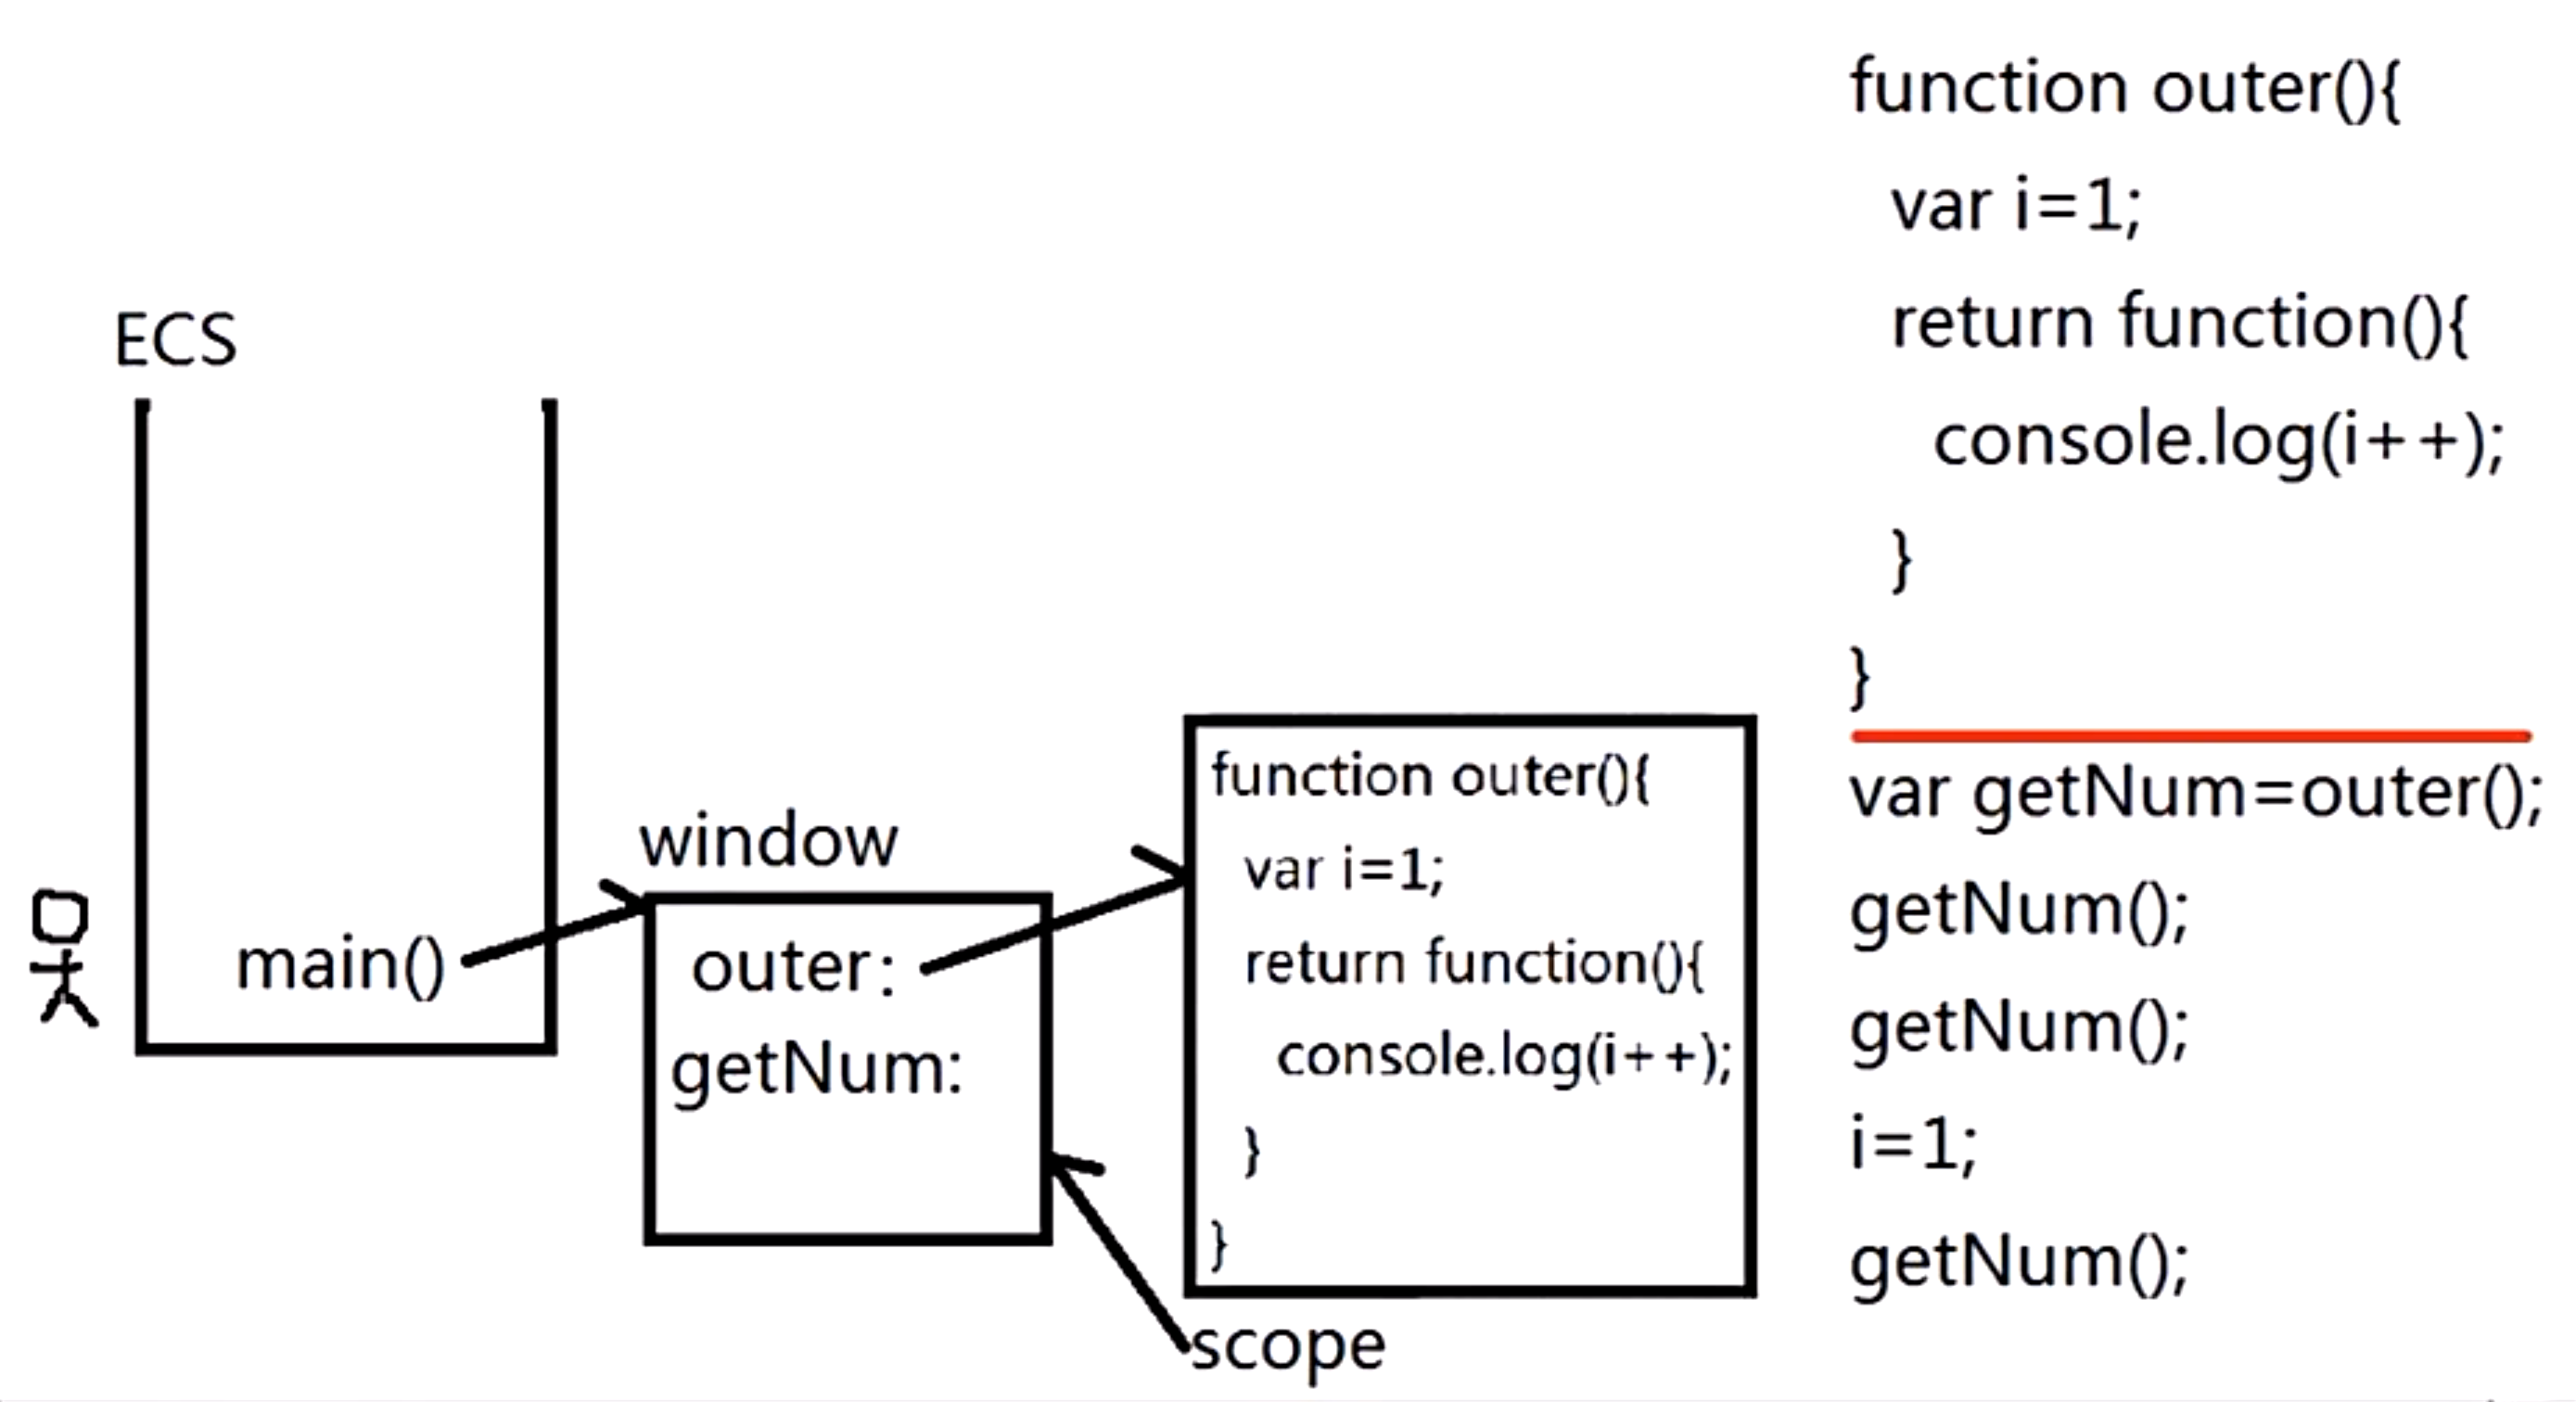 ECS
main()
window
outer:
getNum:
function outer(){
var i=1;
return function(){
console.log(i++);
}
}
scope
function outer(){
var i=1;
return function(){
console.log(i++);
}
}
var getNum=outer();
getNum();
getNum();
i=1;
getNum();